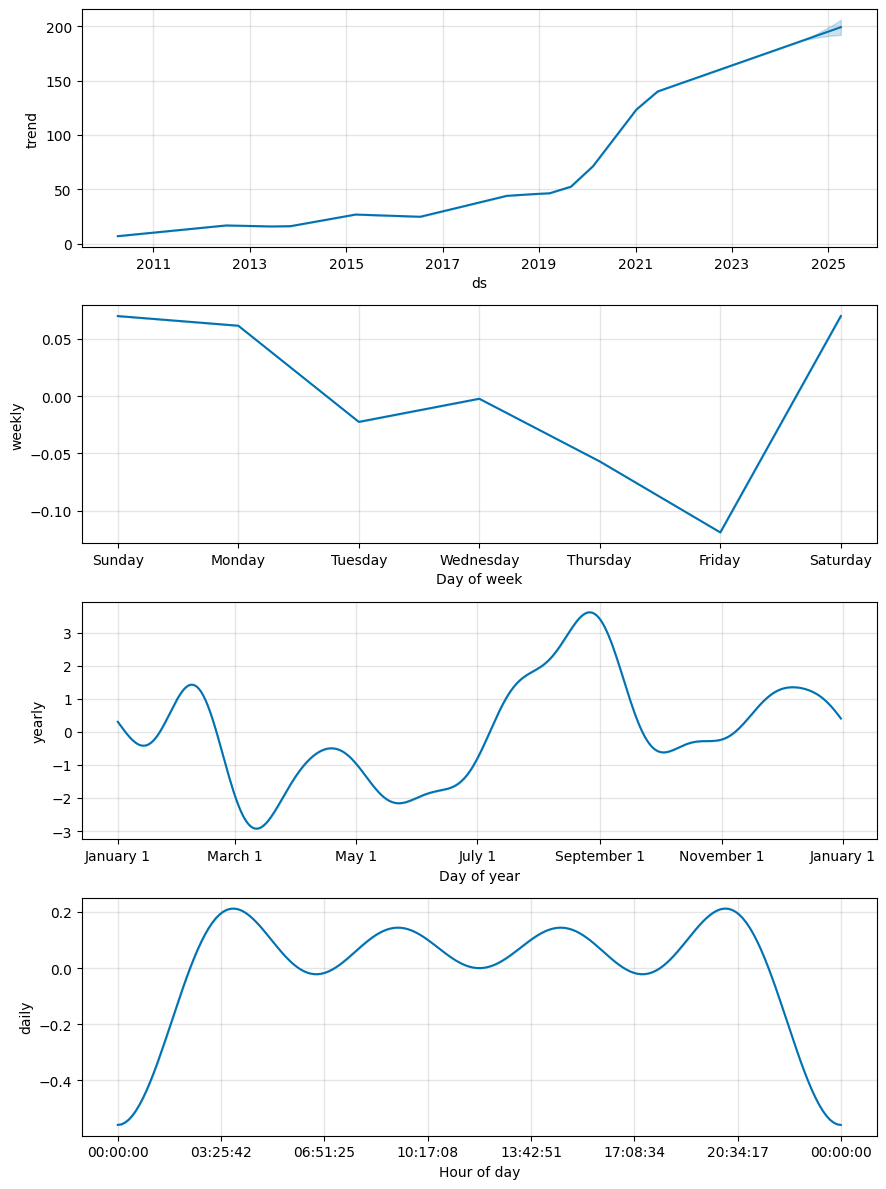 200
150
100
50
0
trend
2011 2013 2015 2017 2019 2021 2023 2025
ds
0.05
0.00
−0.05
−0.10
weekly
Sunday Monday Tuesday Wednesday Thursday Friday Saturday
Day of week
3
2
1
0
−1
−2
−3
yearly
January 1 March 1 May 1 July 1 September 1 November 1 January 1
Day of year
0.2
0.0
−0.2
−0.4
daily
00:00:00 03:25:42 06:51:25 10:17:08 13:42:51 17:08:34 20:34:17 00:00:00
Hour of day